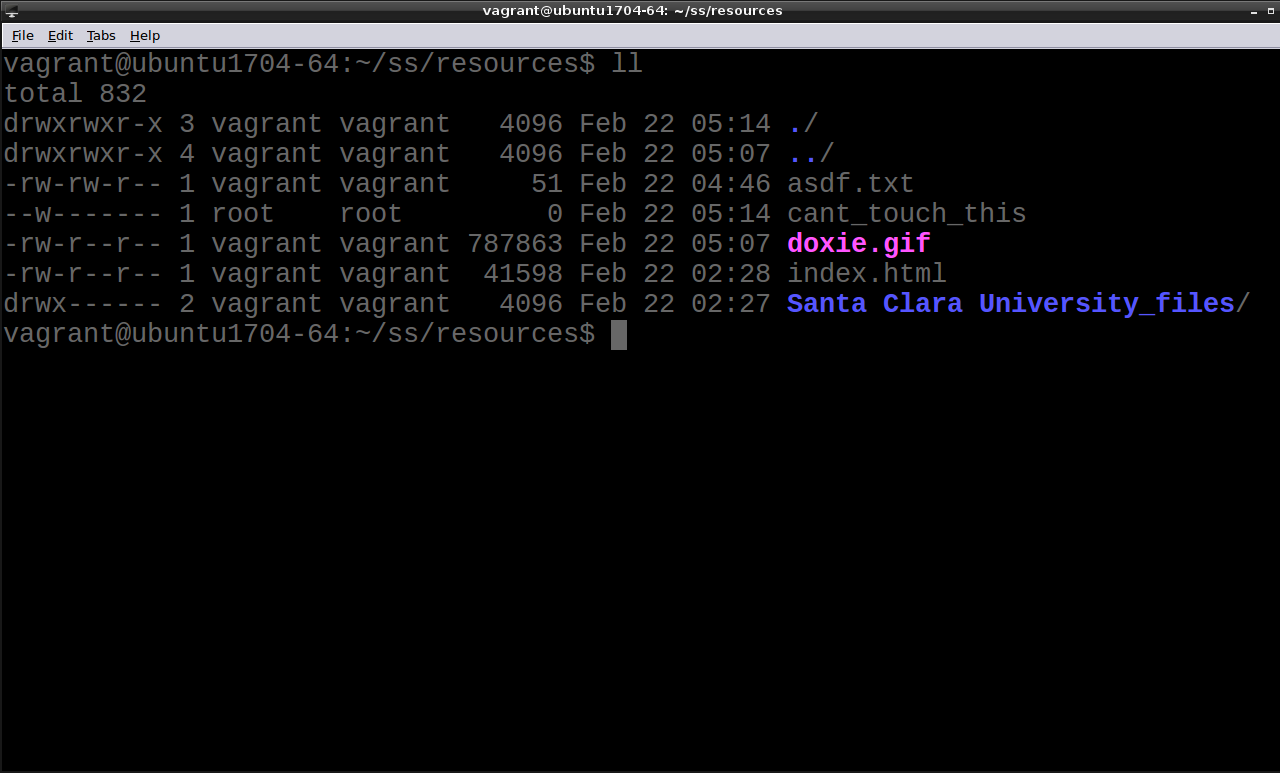 vagrant@ubuntu1704-64: ~/ss/resources
File Edit Tabs Help
vagrant@ubuntu1704-64:~/ss/resources$ ll
total 832
drwxrwxr-x 3 vagrant vagrant   4096 Feb 22 05:14 ./
drwxrwxr-x 4 vagrant vagrant   4096 Feb 22 05:07 ../
-rw-rw-r-- 1 vagrant vagrant     51 Feb 22 04:46 asdf.txt
--w------- 1 root    root         0 Feb 22 05:14 cant_touch_this
-rw-r--r-- 1 vagrant vagrant 787863 Feb 22 05:07 doxie.gif
-rw-r--r-- 1 vagrant vagrant  41598 Feb 22 02:28 index.html
drwx------ 2 vagrant vagrant   4096 Feb 22 02:27 Santa Clara University_files/
vagrant@ubuntu1704-64:~/ss/resources$